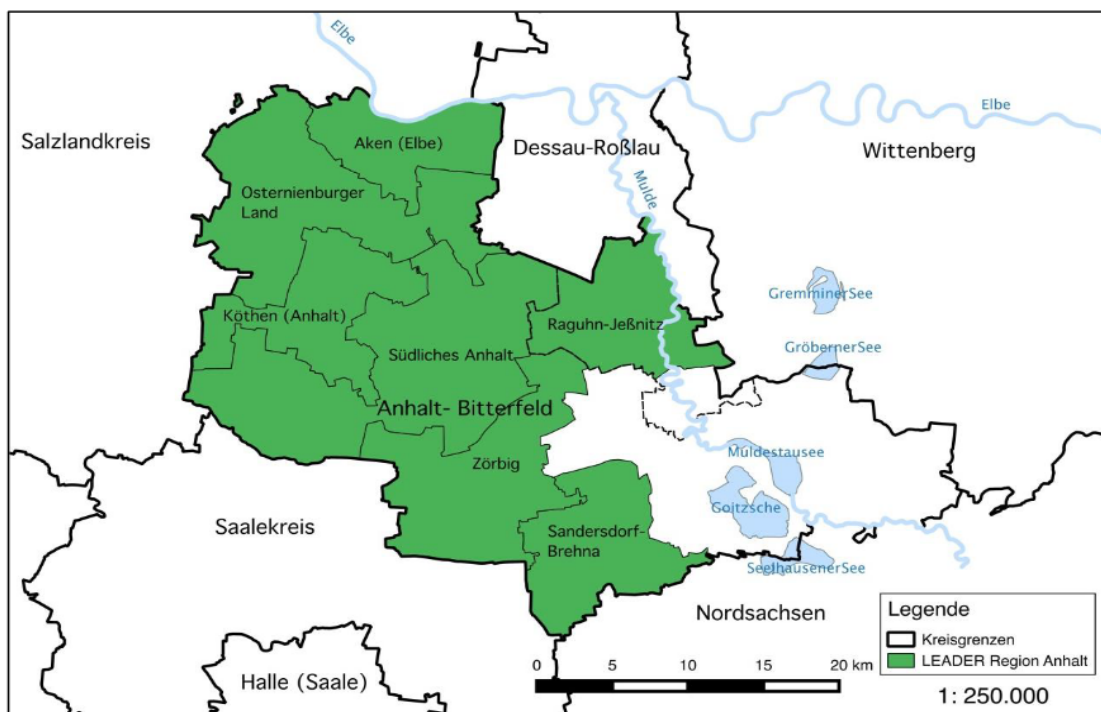 Elbe
Elbe
Salzlandkreis
Aken (Elbe)
Dessau-Roßlau
Wittenberg
Mulde
Osternienburger
Land
GremminerSee
Köthen (Anhalt)
Raguhn-Jeßnitz
Südliches Anhalt
GröbernerSee
Anhalt- Bitterfeld
Zörbig
Muldestausee
Goitzsche
Saalekreis
Sandersdorf-
Brehna
SeelhausenerSee
Nordsachsen
Halle (Saale)
Legende
Kreisgrenzen
LEADER Region Anhalt
0 5 10 15 20 km
1: 250.000